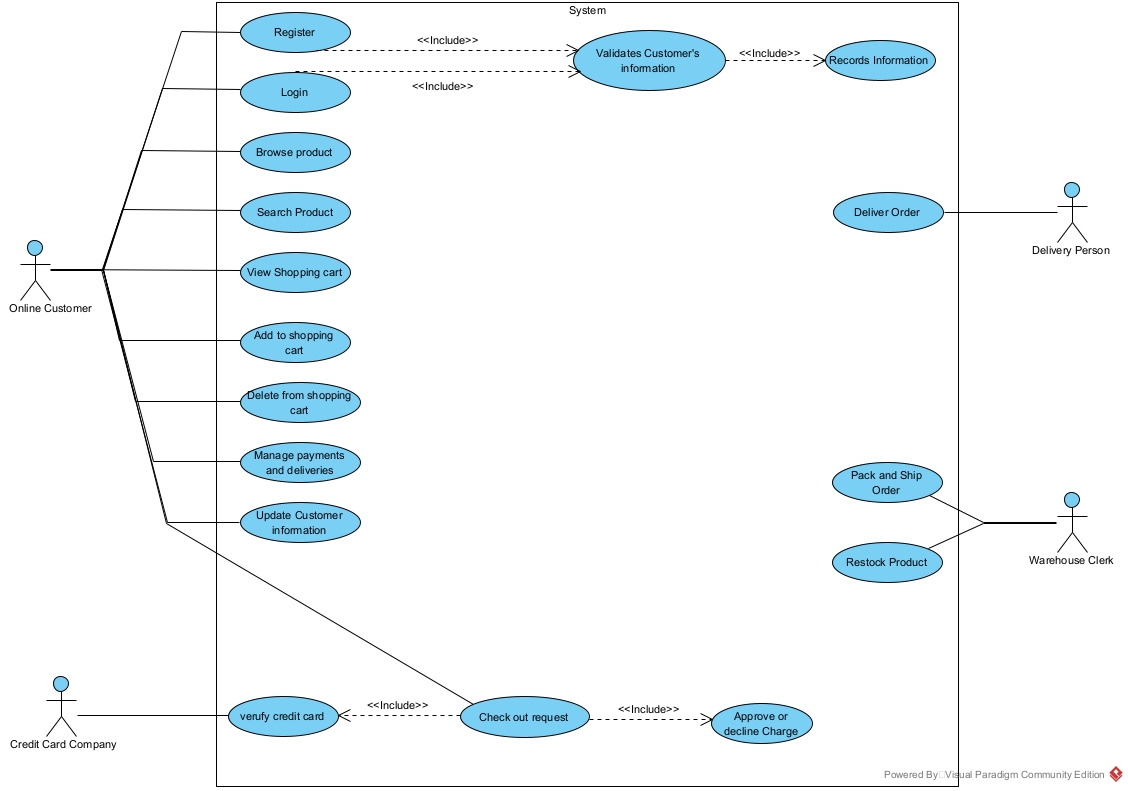 System
Register
<<Include>>
Validates Customer's
information
<<Include>>
Records Information
Login
<<Include>>
Browse product
Search Product
Deliver Order
Delivery Person
View Shopping cart
Online Customer
Add to shopping
cart
Delete from shopping
cart
Manage payments
and deliveries
Pack and Ship
Order
Update Customer
information
Restock Product
Warehouse Clerk
verufy credit card
<<Include>>
Check out request
<<Include>>
Approve or
decline Charge
Credit Card Company
Powered By Visual Paradigm Community Edition